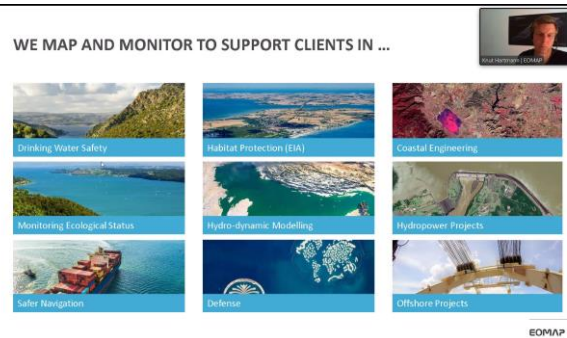 WE MAP AND MONITOR TO SUPPORT CLIENTS IN ...
Knut Hartmann | EOMAP
Drinking Water Safety
Habitat Protection (EIA)
Coastal Engineering
Monitoring Ecological Status
Hydro-dynamic Modelling
Hydropower Projects
Safer Navigation
Defense
Offshore Projects
EOMAP